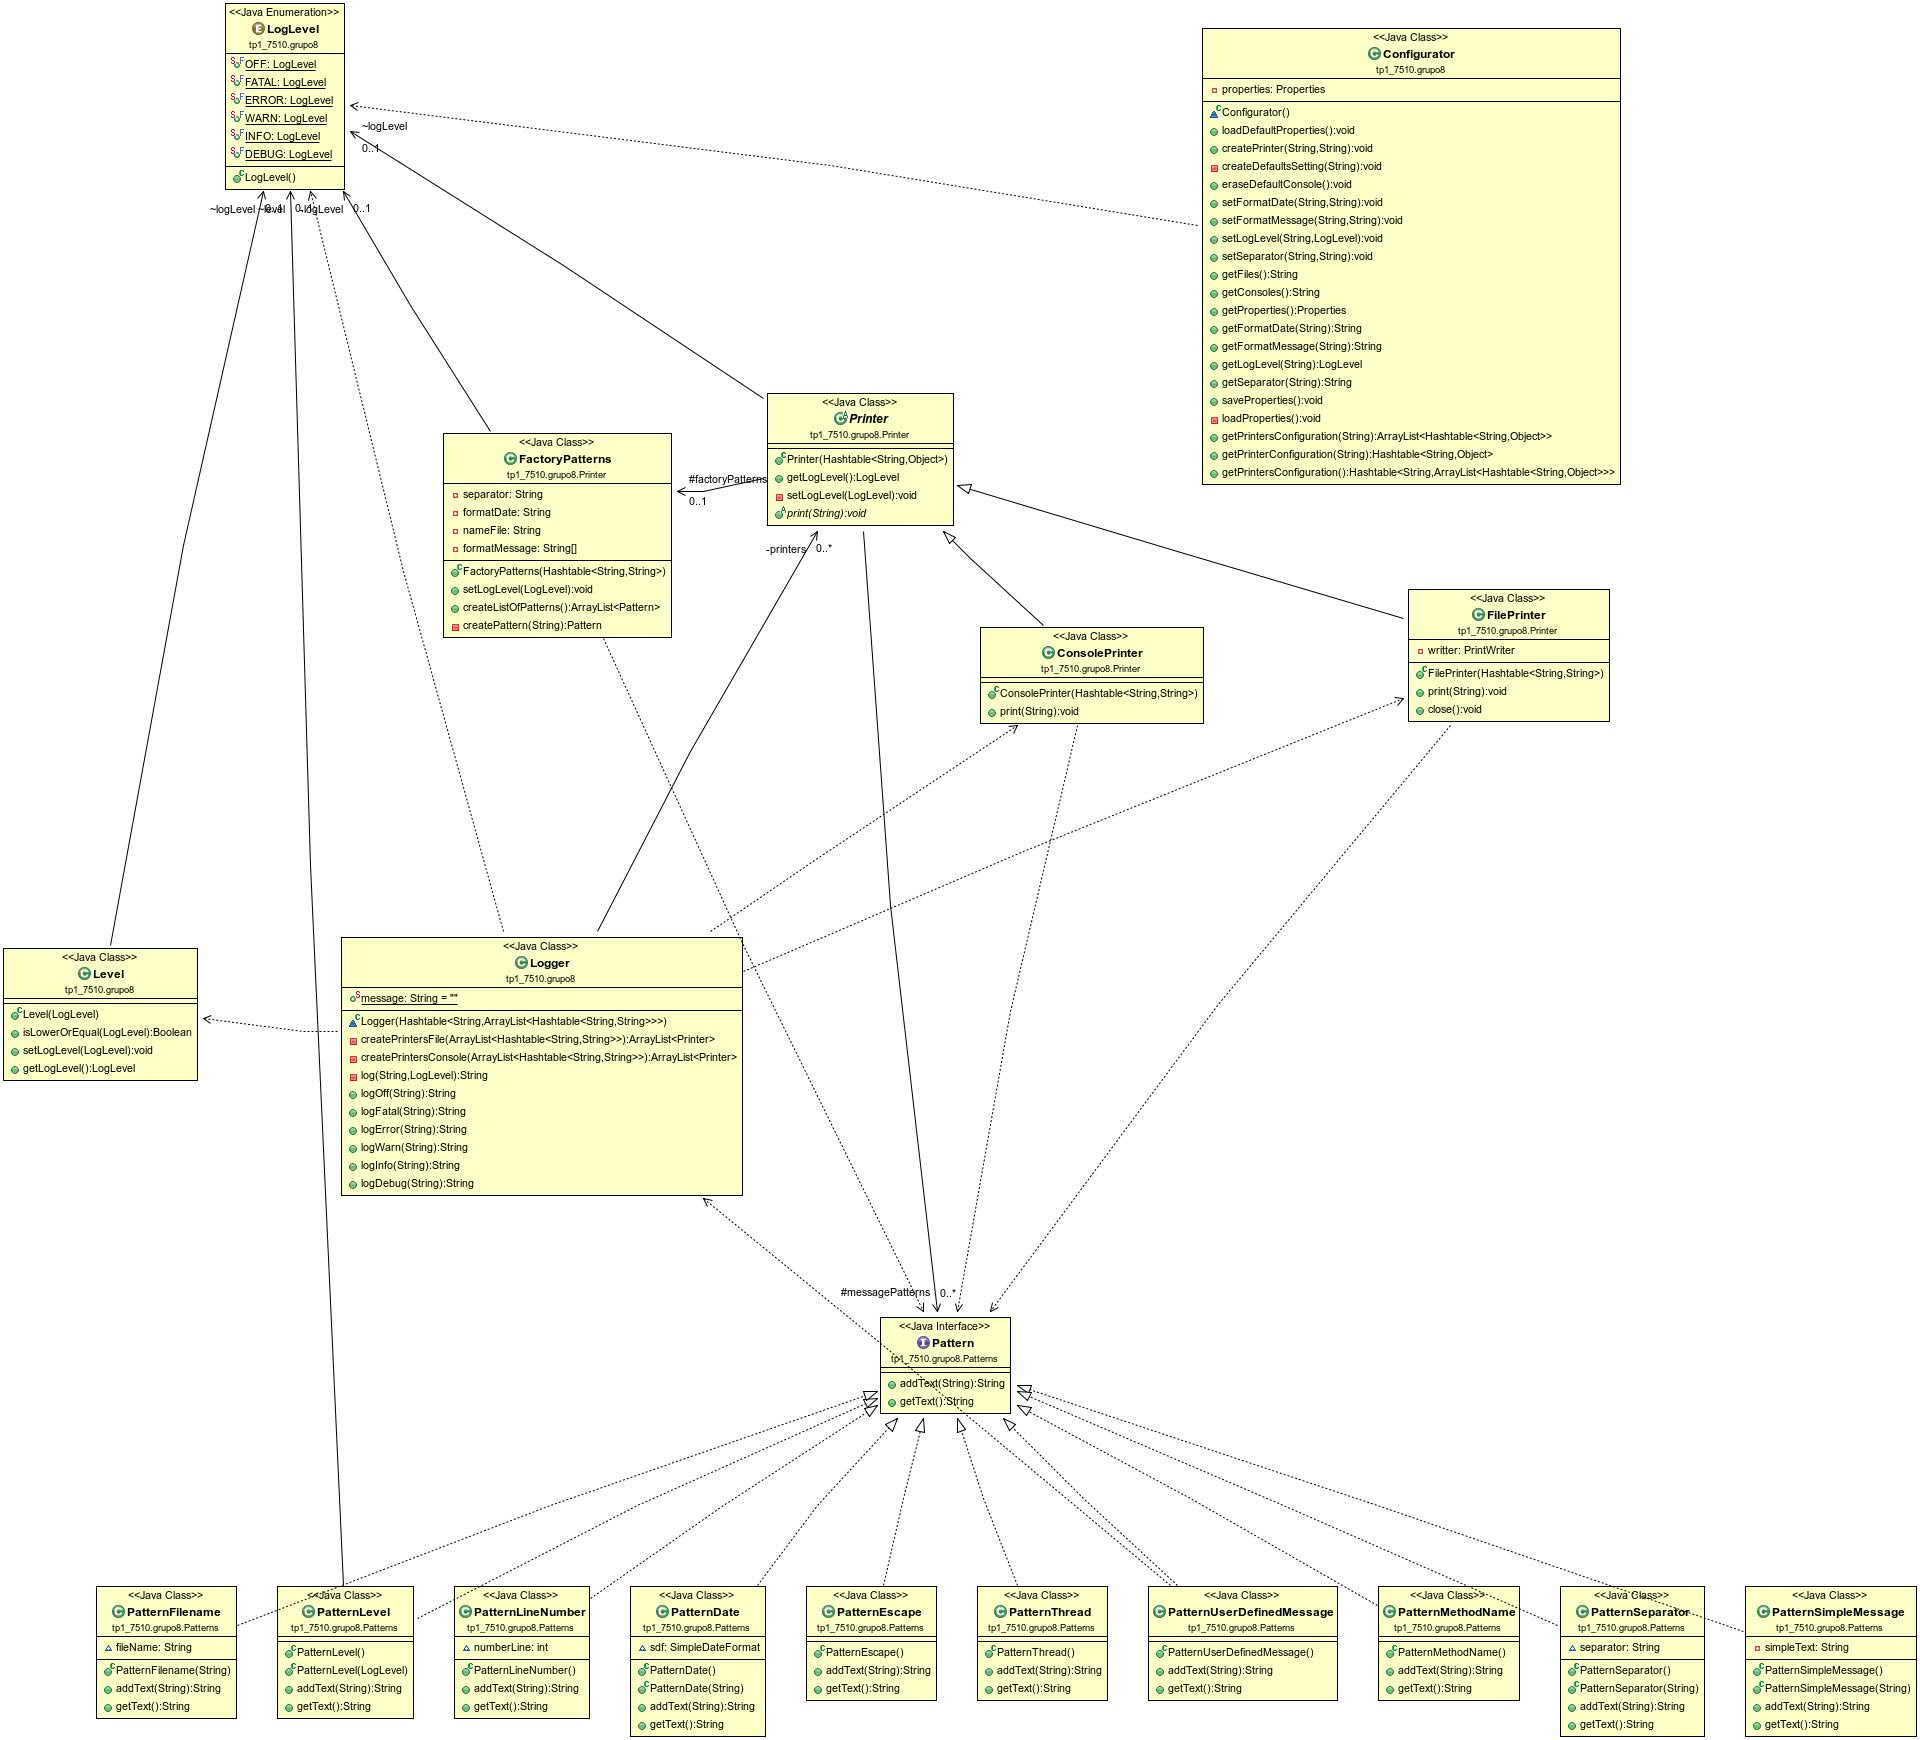 <<Java Enumeration>>
LogLevel
tp1_7510.grupo8
OFF: LogLevel
FATAL: LogLevel
ERROR: LogLevel
WARN: LogLevel
INFO: LogLevel
DEBUG: LogLevel
LogLevel()
<<Java Class>>
Configurator
tp1_7510.grupo8
properties: Properties
Configurator()
loadDefaultProperties():void
createPrinter(String,String):void
createDefaultsSetting(String):void
eraseDefaultConsole():void
setFormatDate(String,String):void
setFormatMessage(String,String):void
setLogLevel(String,LogLevel):void
setSeparator(String,String):void
getFiles():String
getConsoles():String
getProperties():Properties
getFormatDate(String):String
getFormatMessage(String):String
getLogLevel(String):LogLevel
getSeparator(String):String
saveProperties():void
loadProperties():void
getPrintersConfiguration(String):ArrayList<Hashtable<String,Object>>
getPrinterConfiguration(String):Hashtable<String,Object>
getPrintersConfiguration():Hashtable<String,ArrayList<Hashtable<String,Object>>>
~logLevel
0..1
~logLevel
~level
0..1
0..1
~logLevel
0..1
<<Java Class>>
Printer
tp1_7510.grupo8.Printer
Printer(Hashtable<String,Object>)
getLogLevel():LogLevel
setLogLevel(LogLevel):void
print(String):void
<<Java Class>>
FactoryPatterns
tp1_7510.grupo8.Printer
separator: String
formatDate: String
nameFile: String
formatMessage: String[]
FactoryPatterns(Hashtable<String,String>)
setLogLevel(LogLevel):void
createListOfPatterns():ArrayList<Pattern>
createPattern(String):Pattern
#factoryPatterns
0..1
-printers
0..*
<<Java Class>>
ConsolePrinter
tp1_7510.grupo8.Printer
ConsolePrinter(Hashtable<String,String>)
print(String):void
<<Java Class>>
FilePrinter
tp1_7510.grupo8.Printer
writter: PrintWriter
FilePrinter(Hashtable<String,String>)
print(String):void
close():void
<<Java Class>>
Level
tp1_7510.grupo8
Level(LogLevel)
isLowerOrEqual(LogLevel):Boolean
setLogLevel(LogLevel):void
getLogLevel():LogLevel
<<Java Class>>
Logger
tp1_7510.grupo8
message: String = ""
Logger(Hashtable<String,ArrayList<Hashtable<String,String>>>)
createPrintersFile(ArrayList<Hashtable<String,String>>):ArrayList<Printer>
createPrintersConsole(ArrayList<Hashtable<String,String>>):ArrayList<Printer>
log(String,LogLevel):String
logOff(String):String
logFatal(String):String
logError(String):String
logWarn(String):String
logInfo(String):String
logDebug(String):String
#messagePatterns
0..*
<<Java Interface>>
Pattern
tp1_7510.grupo8.Patterns
addText(String):String
getText():String
<<Java Class>>
PatternFilename
tp1_7510.grupo8.Patterns
fileName: String
PatternFilename(String)
addText(String):String
getText():String
<<Java Class>>
PatternLevel
tp1_7510.grupo8.Patterns
PatternLevel()
PatternLevel(LogLevel)
addText(String):String
getText():String
<<Java Class>>
PatternLineNumber
tp1_7510.grupo8.Patterns
numberLine: int
PatternLineNumber()
addText(String):String
getText():String
<<Java Class>>
PatternDate
tp1_7510.grupo8.Patterns
sdf: SimpleDateFormat
PatternDate()
PatternDate(String)
addText(String):String
getText():String
<<Java Class>>
PatternEscape
tp1_7510.grupo8.Patterns
PatternEscape()
addText(String):String
getText():String
<<Java Class>>
PatternThread
tp1_7510.grupo8.Patterns
PatternThread()
addText(String):String
getText():String
<<Java Class>>
PatternUserDefinedMessage
tp1_7510.grupo8.Patterns
PatternUserDefinedMessage()
addText(String):String
getText():String
<<Java Class>>
PatternMethodName
tp1_7510.grupo8.Patterns
PatternMethodName()
addText(String):String
getText():String
<<Java Class>>
PatternSeparator
tp1_7510.grupo8.Patterns
separator: String
PatternSeparator()
PatternSeparator(String)
addText(String):String
getText():String
<<Java Class>>
PatternSimpleMessage
tp1_7510.grupo8.Patterns
simpleText: String
PatternSimpleMessage()
PatternSimpleMessage(String)
addText(String):String
getText():String